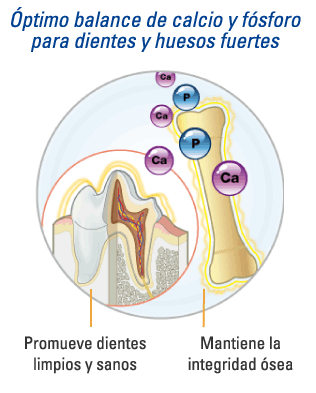 Óptimo balance de calcio y fósforo
para dientes y huesos fuertes
Ca
P
Ca
P
Ca
Ca
Promueve dientes
limpios y sanos
Mantiene la
integridad ósea